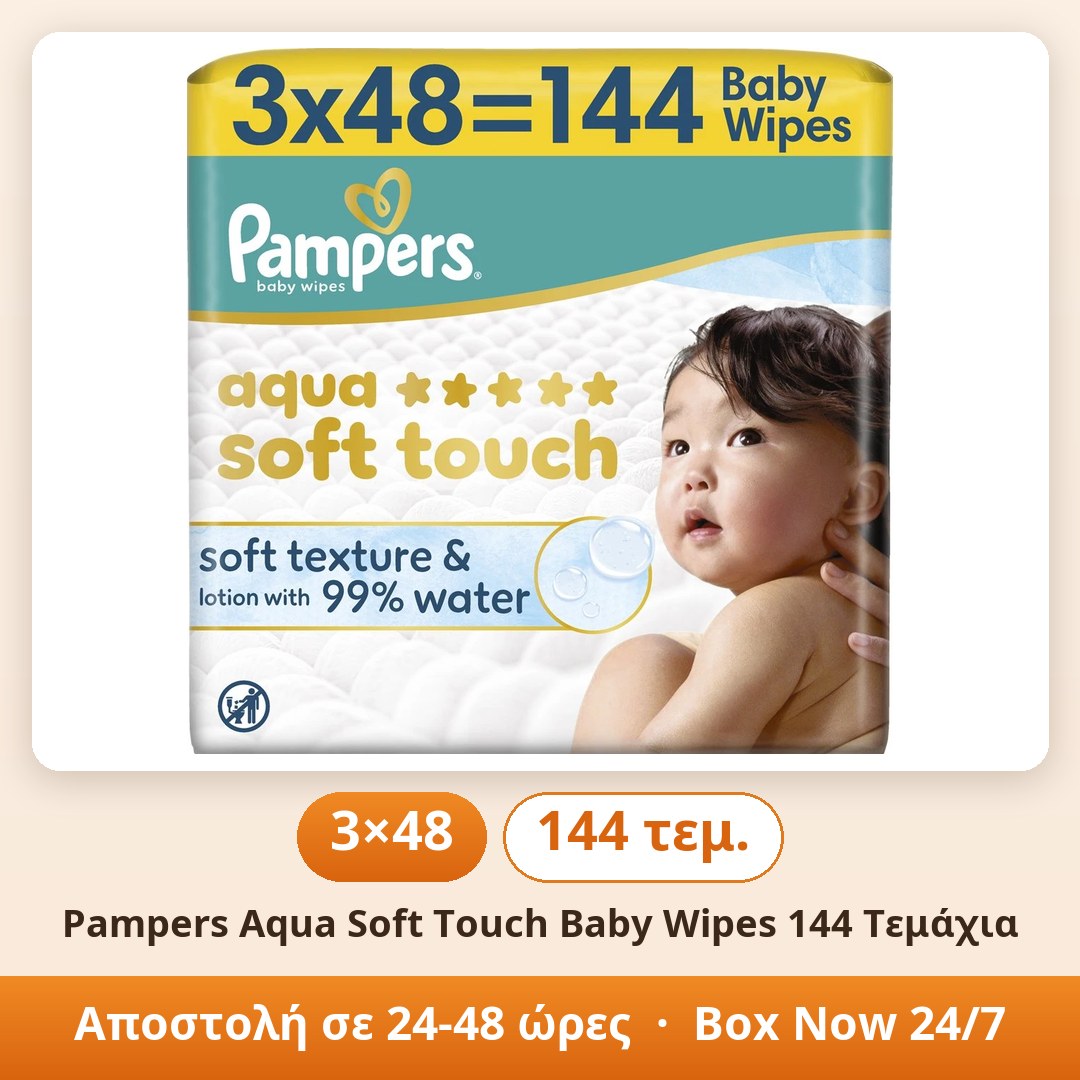 3x48=144 Baby Wipes
Pampers®
baby wipes
aqua
soft touch
soft texture &
lotion with 99% water
3×48
144 τεμ.
Pampers Aqua Soft Touch Baby Wipes 144 Τεμάχια
Αποστολή σε 24-48 ώρες · Box Now 24/7